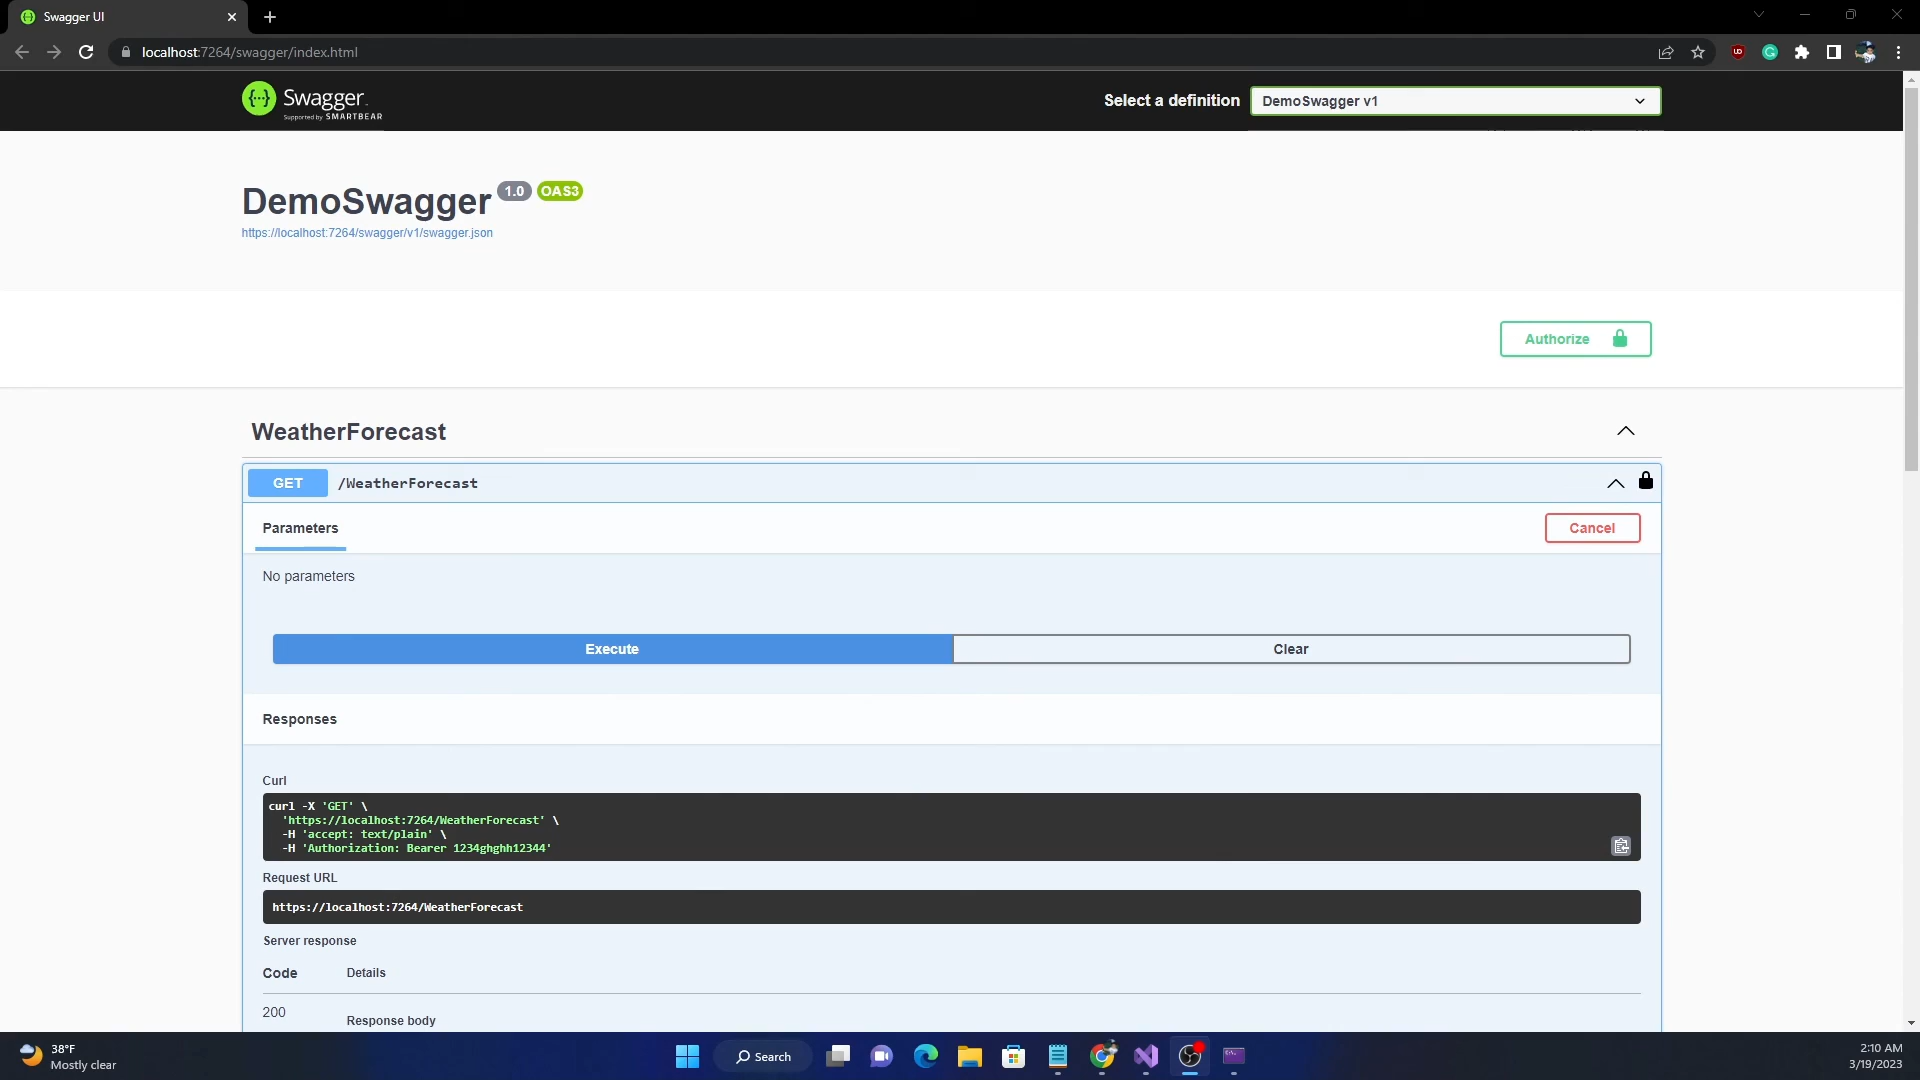 Swagger UI
localhost:7264/swagger/index.html
Swagger
Supported by SMARTBEAR
Select a definition
DemoSwagger v1
DemoSwagger 1.0 OAS3
https://localhost:7264/swagger/v1/swagger.json
Authorize
WeatherForecast
GET /WeatherForecast
Parameters
Cancel
No parameters
Execute
Clear
Responses
Curl
curl -X 'GET' \
'https://localhost:7264/WeatherForecast' \
-H 'accept: text/plain' \
-H 'Authorization: Bearer 1234ghghh12344'
Request URL
https://localhost:7264/WeatherForecast
Server response
Code Details
200
Response body
38°F
Mostly clear
Search
2:10 AM
3/19/2023